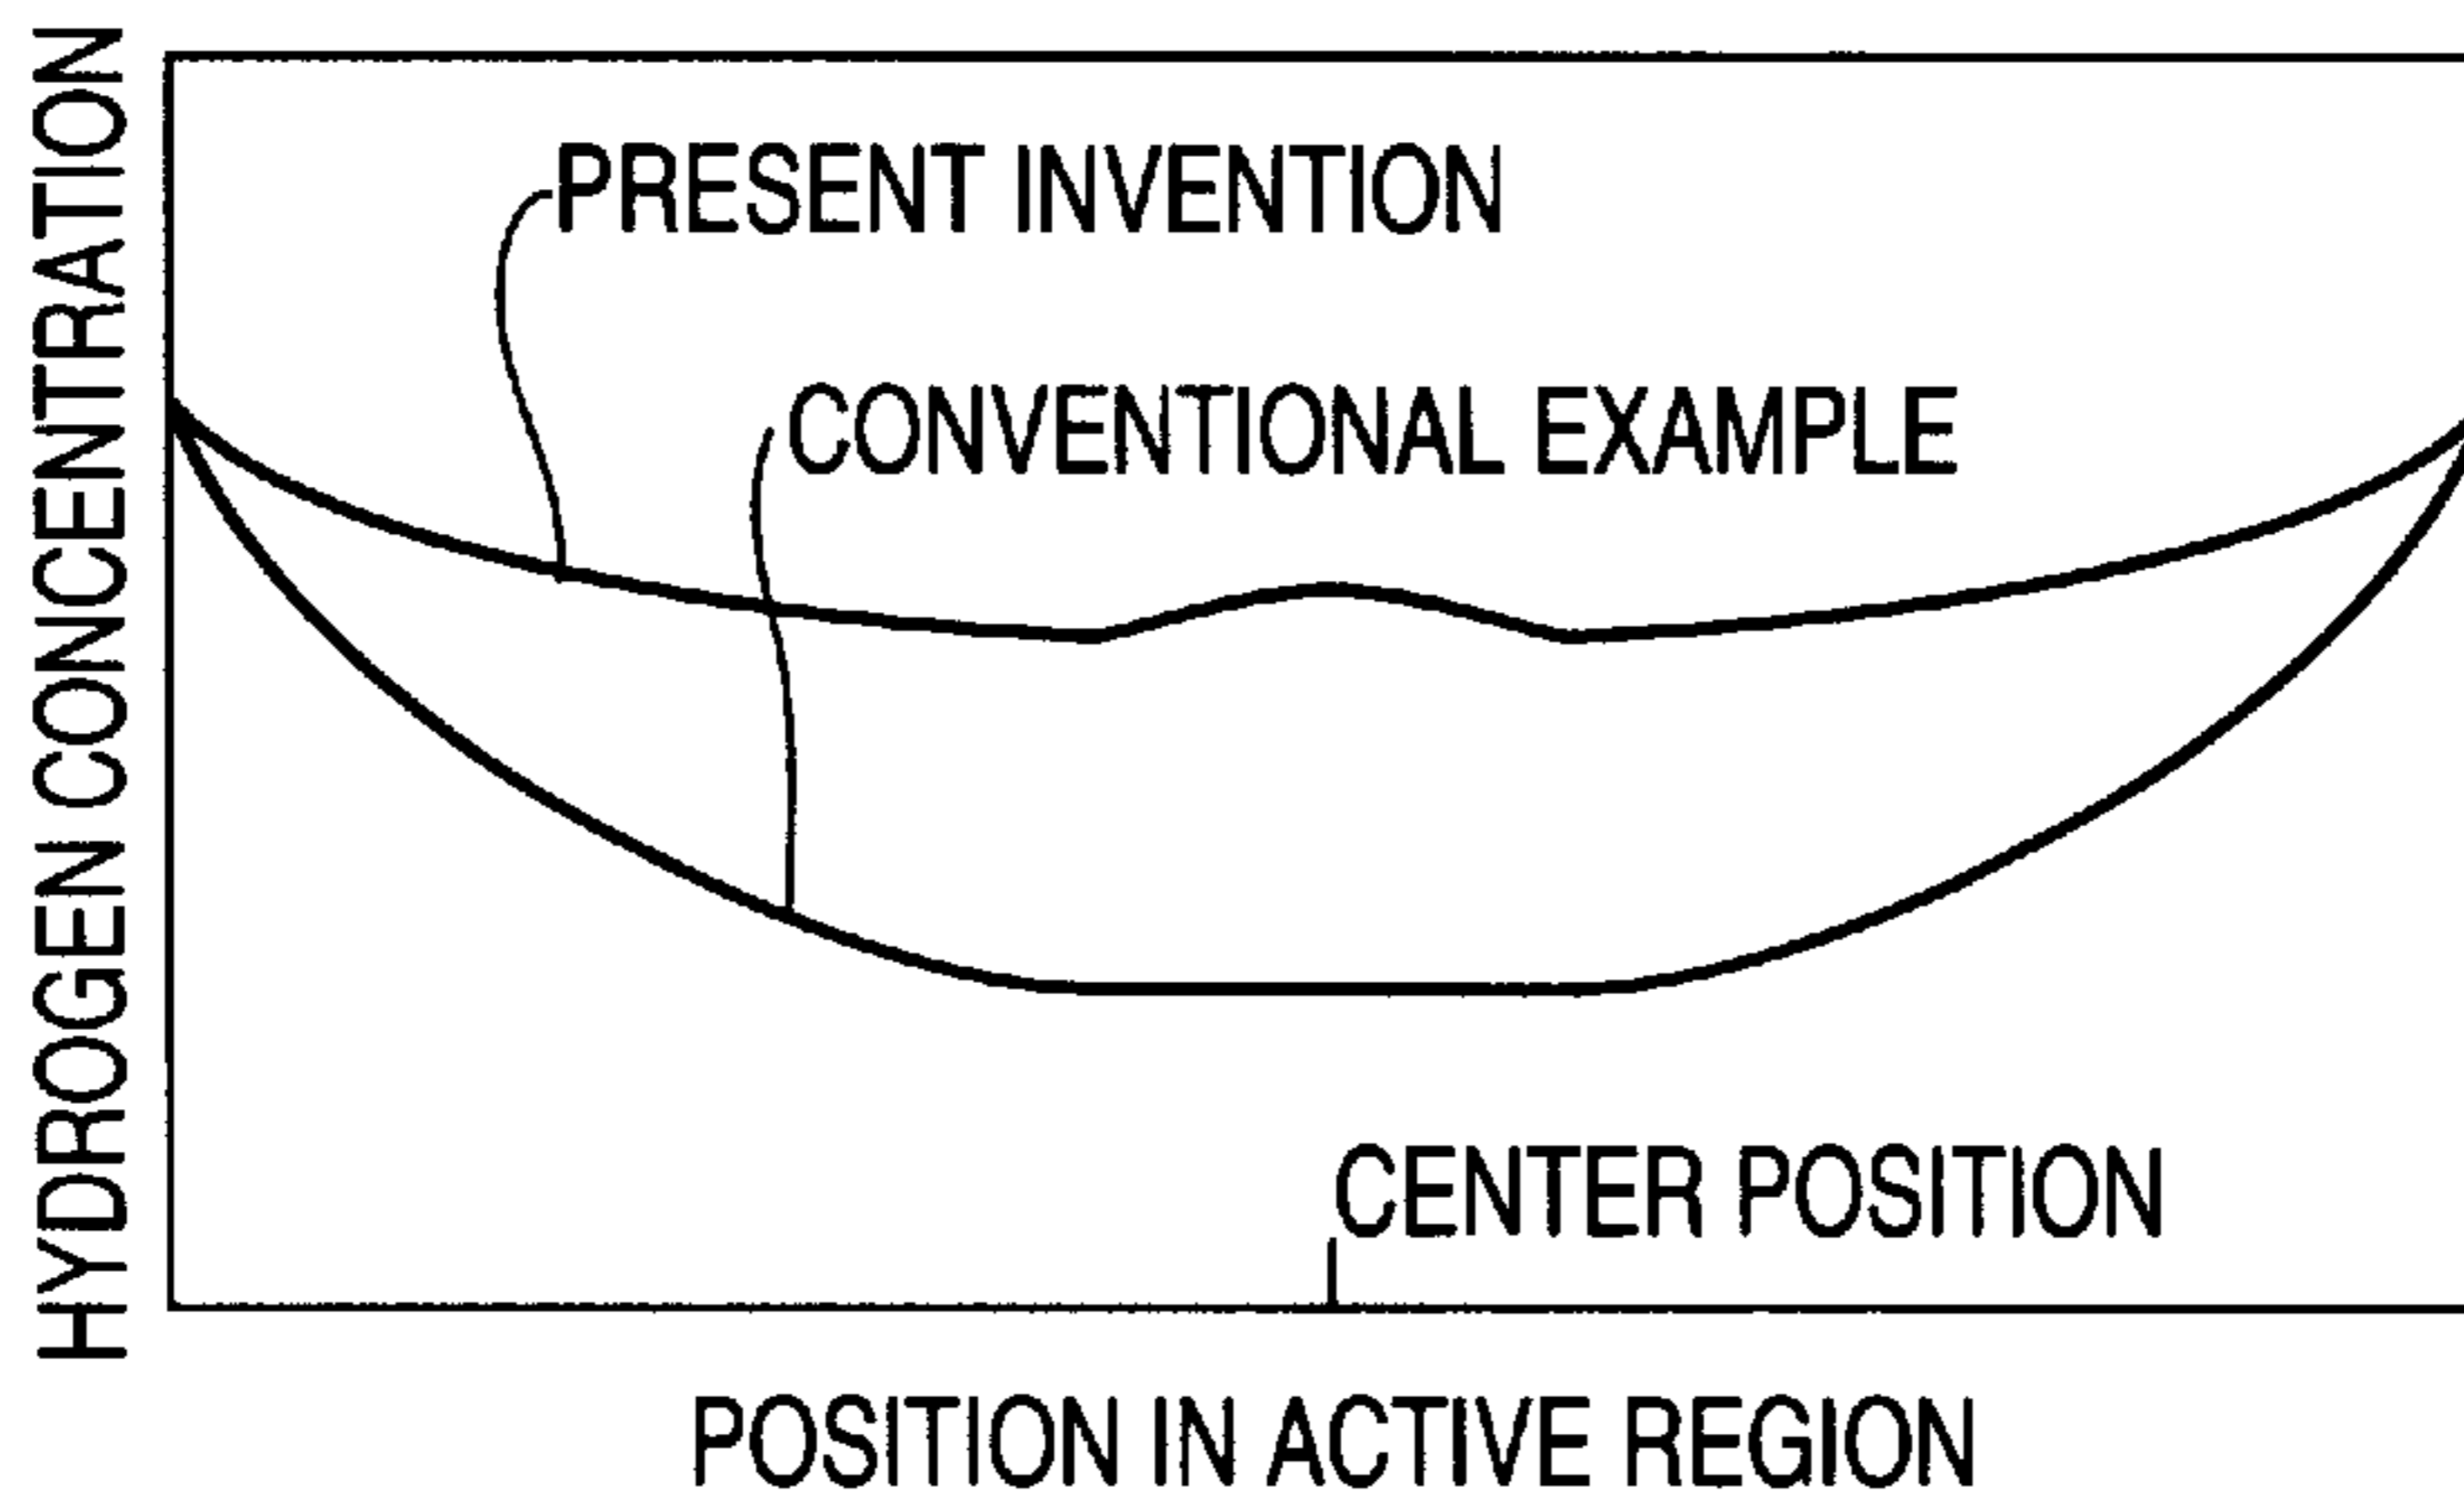 HYDROGEN CONCENTRATION
PRESENT INVENTION
CONVENTIONAL EXAMPLE
CENTER POSITION
POSITION IN ACTIVE REGION